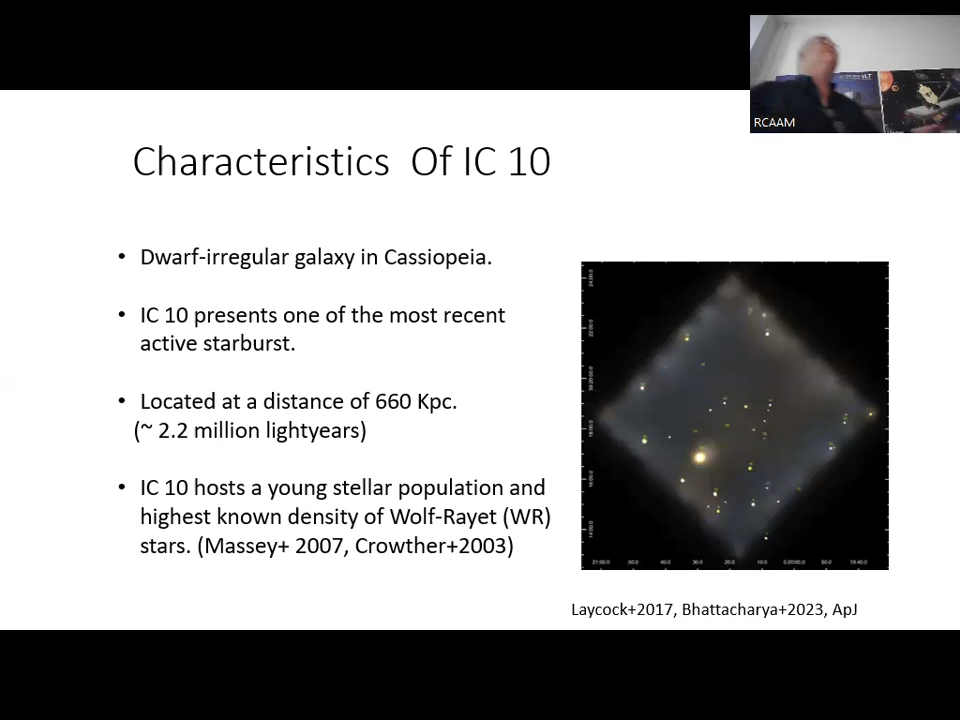 RCAAM
Characteristics Of IC 10
• Dwarf-irregular galaxy in Cassiopeia.
• IC 10 presents one of the most recent
active starburst.
• Located at a distance of 660 Kpc.
(~ 2.2 million lightyears)
• IC 10 hosts a young stellar population and
highest known density of Wolf-Rayet (WR)
stars. (Massey+ 2007, Crowther+2003)
Laycock+2017, Bhattacharya+2023, ApJ